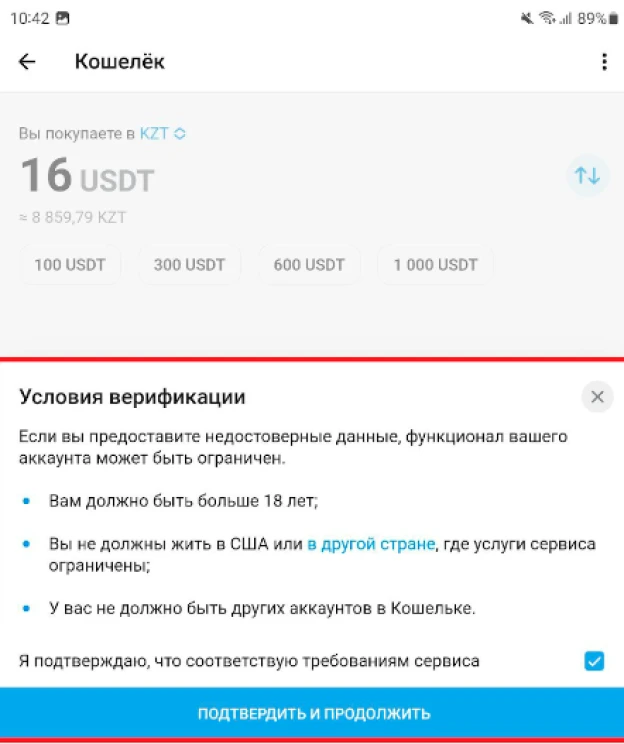 10:42 89%
Кошелёк
Вы покупаете в KZT
16 USDT
≈ 8 859,79 KZT
100 USDT 300 USDT 600 USDT 1 000 USDT
Условия верификации
Если вы предоставите недостоверные данные, функционал вашего
аккаунта может быть ограничен.
Вам должно быть больше 18 лет;
Вы не должны жить в США или в другой стране, где услуги сервиса
ограничены;
У вас не должно быть других аккаунтов в Кошельке.
Я подтверждаю, что соответствую требованиям сервиса
ПОДТВЕРДИТЬ И ПРОДОЛЖИТЬ